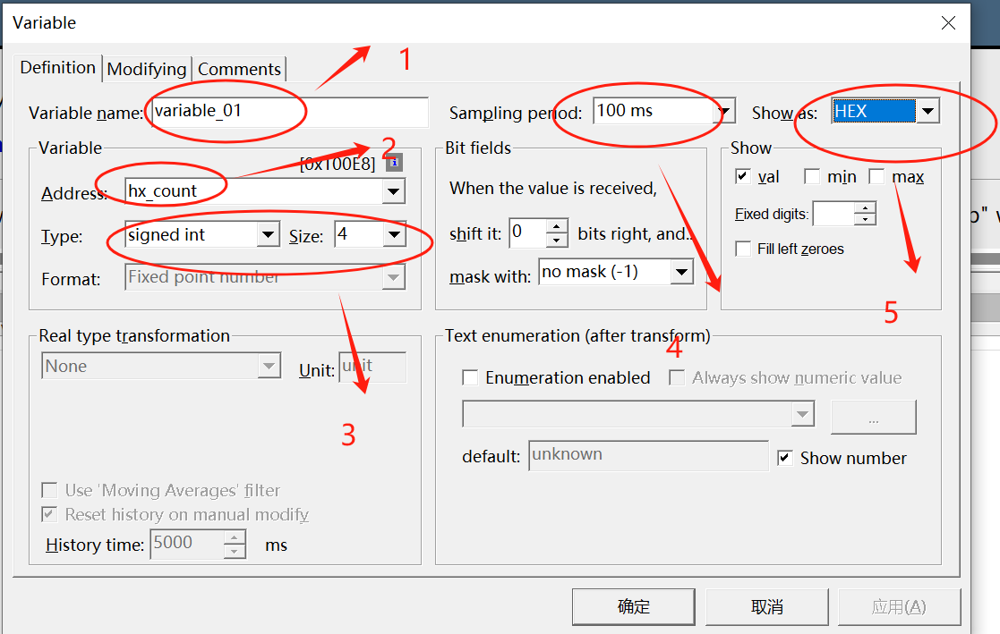 Variable
Definition Modifying Comments
1
Variable name: variable_01
Sampling period: 100 ms
Show as: HEX
Variable
2
[0x100E8]
Address: hx_count
Type: signed int Size: 4
Format: Fixed point number
Bit fields
When the value is received,
shift it: 0 bits right, and..
mask with: no mask (-1)
Show
val min max
Fixed digits:
Fill left zeroes
5
Real type transformation
None Unit: unit
3
Use 'Moving Averages' filter
Reset history on manual modify
History time: 5000 ms
Text enumeration (after transform)
4
Enumeration enabled Always show numeric value
...
default: unknown Show number
确定 取消 应用(A)